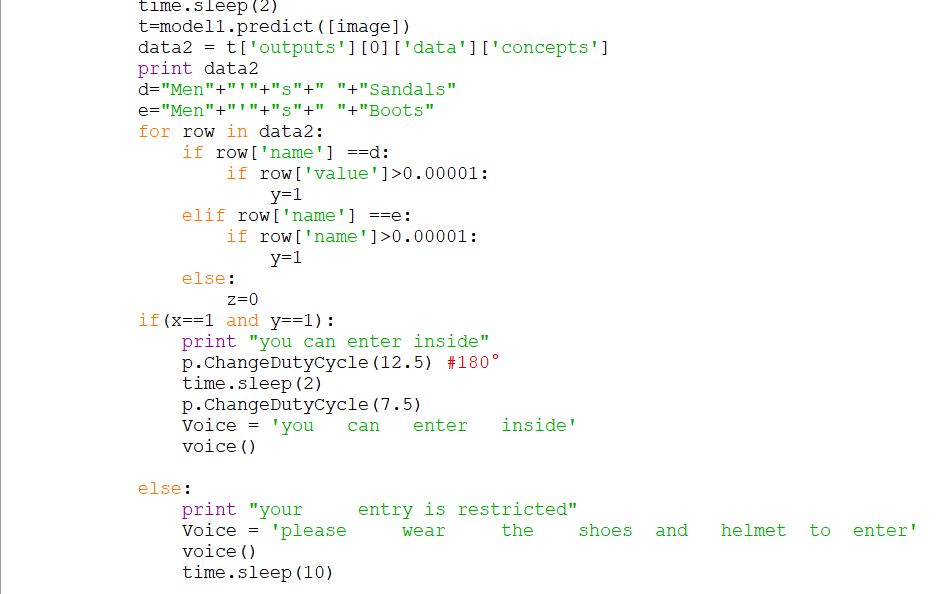 time.sleep(2)
t=model1.predict([image])
data2 = t['outputs'][0]['data']['concepts']
print data2
d="Men"+"'"+"s"+" "+"Sandals"
e="Men"+"'"+"s"+" "+"Boots"
for row in data2:
    if row['name'] ==d:
        if row['value']>0.00001:
            y=1
    elif row['name'] ==e:
        if row['name']>0.00001:
            y=1
    else:
        z=0
if(x==1 and y==1):
    print "you can enter inside"
    p.ChangeDutyCycle(12.5) #180°
    time.sleep(2)
    p.ChangeDutyCycle(7.5)
    Voice = 'you   can   enter   inside'
    voice()
else:
    print "your     entry is restricted"
    Voice = 'please     wear     the    shoes  and   helmet  to  enter'
    voice()
    time.sleep(10)